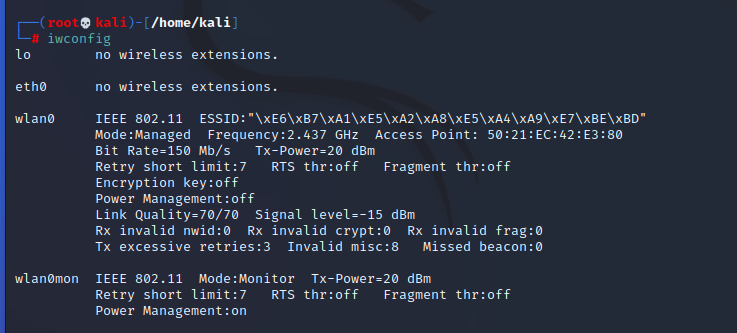 ┌──(root💀kali)-[/home/kali]
└─# iwconfig
lo        no wireless extensions.
eth0      no wireless extensions.
wlan0     IEEE 802.11  ESSID:"\xE6\xB7\xA1\xE5\xA2\xA8\xE5\xA4\xA9\xE7\xBE\xBD"
          Mode:Managed  Frequency:2.437 GHz  Access Point: 50:21:EC:42:E3:80
          Bit Rate=150 Mb/s   Tx-Power=20 dBm
          Retry short limit:7   RTS thr:off   Fragment thr:off
          Encryption key:off
          Power Management:off
          Link Quality=70/70  Signal level=-15 dBm
          Rx invalid nwid:0  Rx invalid crypt:0  Rx invalid frag:0
          Tx excessive retries:3  Invalid misc:8   Missed beacon:0
wlan0mon  IEEE 802.11  Mode:Monitor  Tx-Power=20 dBm
          Retry short limit:7   RTS thr:off   Fragment thr:off
          Power Management:on